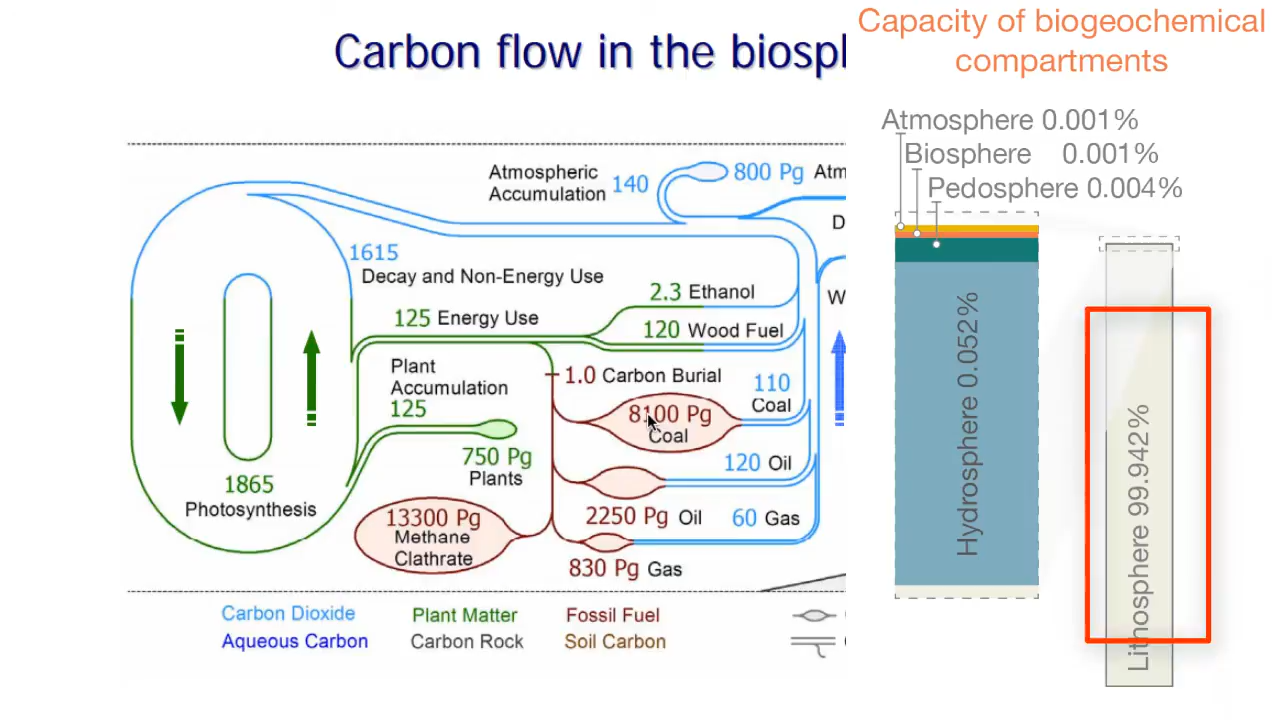 Carbon flow in the biosph
Capacity of biogeochemical
compartments
Atmosphere 0.001%
Biosphere 0.001%
Pedosphere 0.004%
Hydrosphere 0.052%
Lithosphere 99.942%
Atmospheric
Accumulation
140
800 Pg Atm
D
1615
Decay and Non-Energy Use
2.3 Ethanol
W
125 Energy Use
120 Wood Fuel
Plant
Accumulation
125
1.0 Carbon Burial
110
Coal
8100 Pg
Coal
750 Pg
Plants
120 Oil
1865
Photosynthesis
13300 Pg
Methane
Clathrate
2250 Pg Oil
60 Gas
830 Pg Gas
Carbon Dioxide
Plant Matter
Fossil Fuel
Aqueous Carbon
Carbon Rock
Soil Carbon